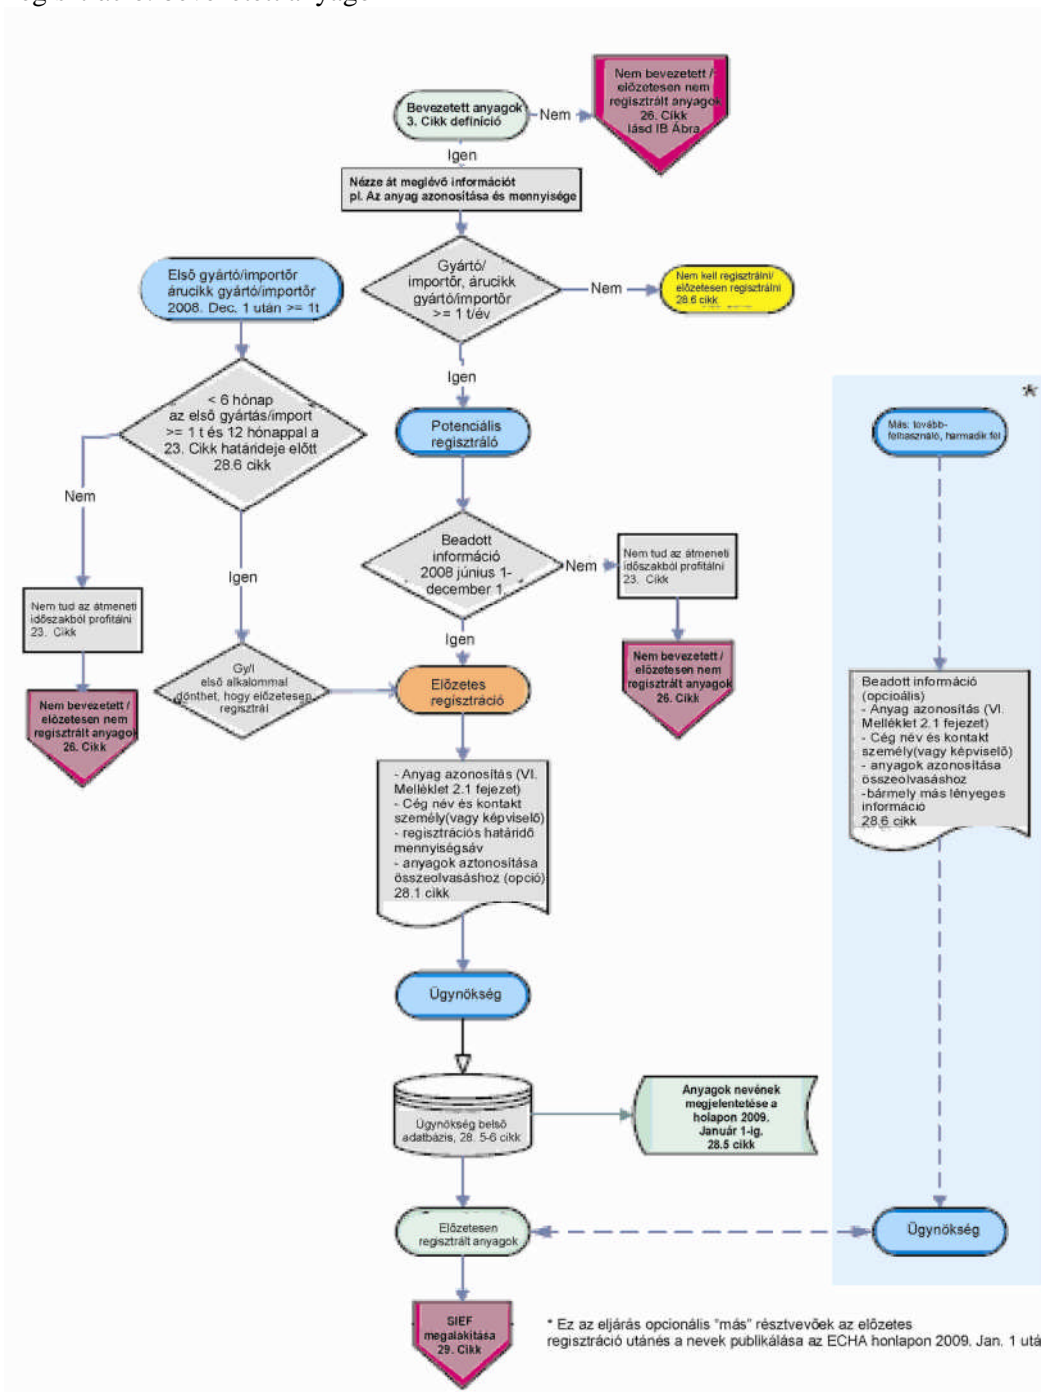 Nem bevezetett /
előzetesen nem
regisztrált anyagok
26. Cikk
lásd IB Ábra
Bevezetett anyagok
3. Cikk definíció
Nem
Igen
Nézze át meglévő információt
pl. Az anyag azonosítása és mennyisége
Gyártó/
importőr, árucikk
gyártó/importőr
>= 1 t/év
Nem
Nem kell regisztrálni/
előzetesen regisztrálni
28.6 cikk
Első gyártó/importőr
árucikk gyártó/importőr
2008. Dec. 1 után >= 1t
Igen
< 6 hónap
az első gyártás/import
>= 1 t és 12 hónappal a
23. Cikk határideje előtt
28.6 cikk
Potenciális
regisztráló
*
Más: tovább-
felhasználó, harmadik fél
Nem
Igen
Beadott
információ
2008 június 1-
december 1.
Nem
Nem tud az átmeneti
időszakból profitálni
23. Cikk
Nem tud az átmeneti
időszakból profitálni
23. Cikk
Igen
Nem bevezetett /
előzetesen nem
regisztrált anyagok
26. Cikk
Gy/I
első alkalommal
dönthet, hogy előzetesen
regisztrál
Előzetes
regisztráció
Nem bevezetett /
előzetesen nem
regisztrált anyagok
26. Cikk
Beadott információ
(opcioális)
- Anyag azonosítás (VI.
Melléklet 2.1 fejezet)
- Cég név és kontakt
személy(vagy képviselő)
- anyagok azonosítása
összeolvasáshoz
-bármely más lényeges
információ
28.6 cikk
- Anyag azonosítás (VI.
Melléklet 2.1 fejezet)
- Cég név és kontakt
személy(vagy képviselő)
- regisztrációs határidő
mennyiségsáv
- anyagok aztonosítása
összeolvasáshoz (opció)
28.1 cikk
Ügynökség
Ügynökség belső
adatbázis, 28. 5-6 cikk
Anyagok nevének
megjelentetése a
holapon 2009.
Január 1-ig.
28.5 cikk
Előzetesen
regisztrált anyagok
Ügynökség
SIEF
megalakítása
29. Cikk
* Ez az eljárás opcionális "más" résztvevőek az előzetes
regisztráció utánés a nevek publikálása az ECHA honlapon 2009. Jan. 1 utá